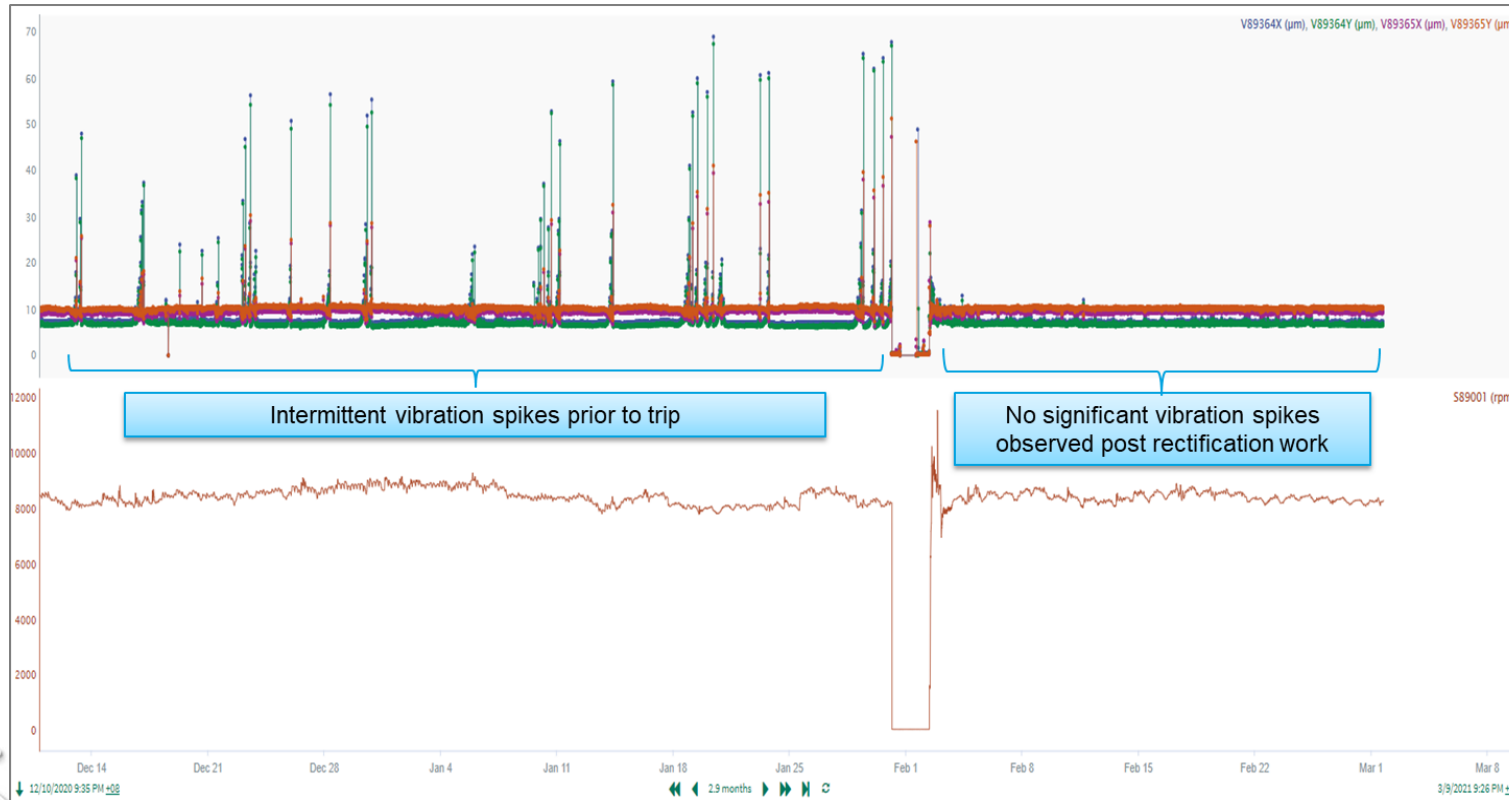 V89364X (µm), V89364Y (µm), V89365X (µm), V89365Y (µm
70
60
50
40
30
20
10
0
Intermittent vibration spikes prior to trip
No significant vibration spikes
observed post rectification work
S89001 (rpm
12000
10000
8000
6000
4000
2000
0
Dec 14 Dec 21 Dec 28 Jan 4 Jan 11 Jan 18 Jan 25 Feb 1 Feb 8 Feb 15 Feb 22 Mar 1 Mar 8
12/10/2020 9:35 PM +08 2.9 months 3/9/2021 9:26 PM